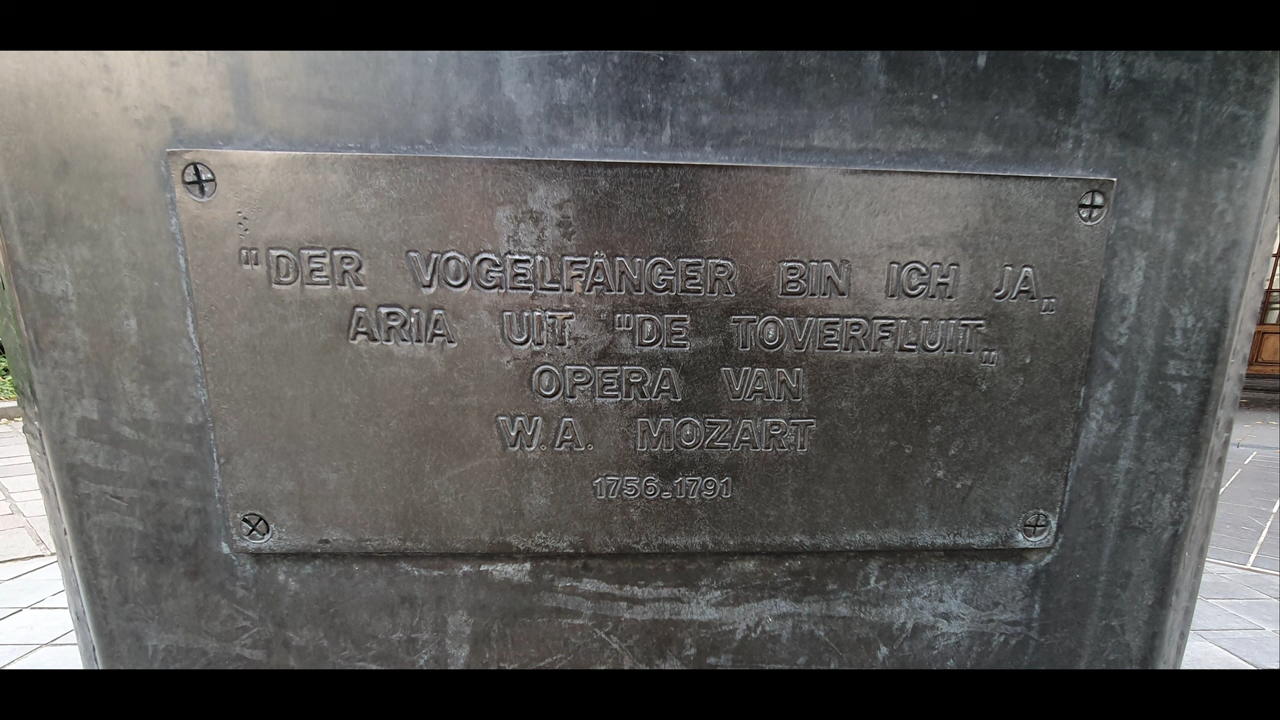 "DER VOGELFÄNGER BIN ICH JA„
ARIA UIT "DE TOVERFLUIT„
OPERA VAN
W.A. MOZART
1756-1791